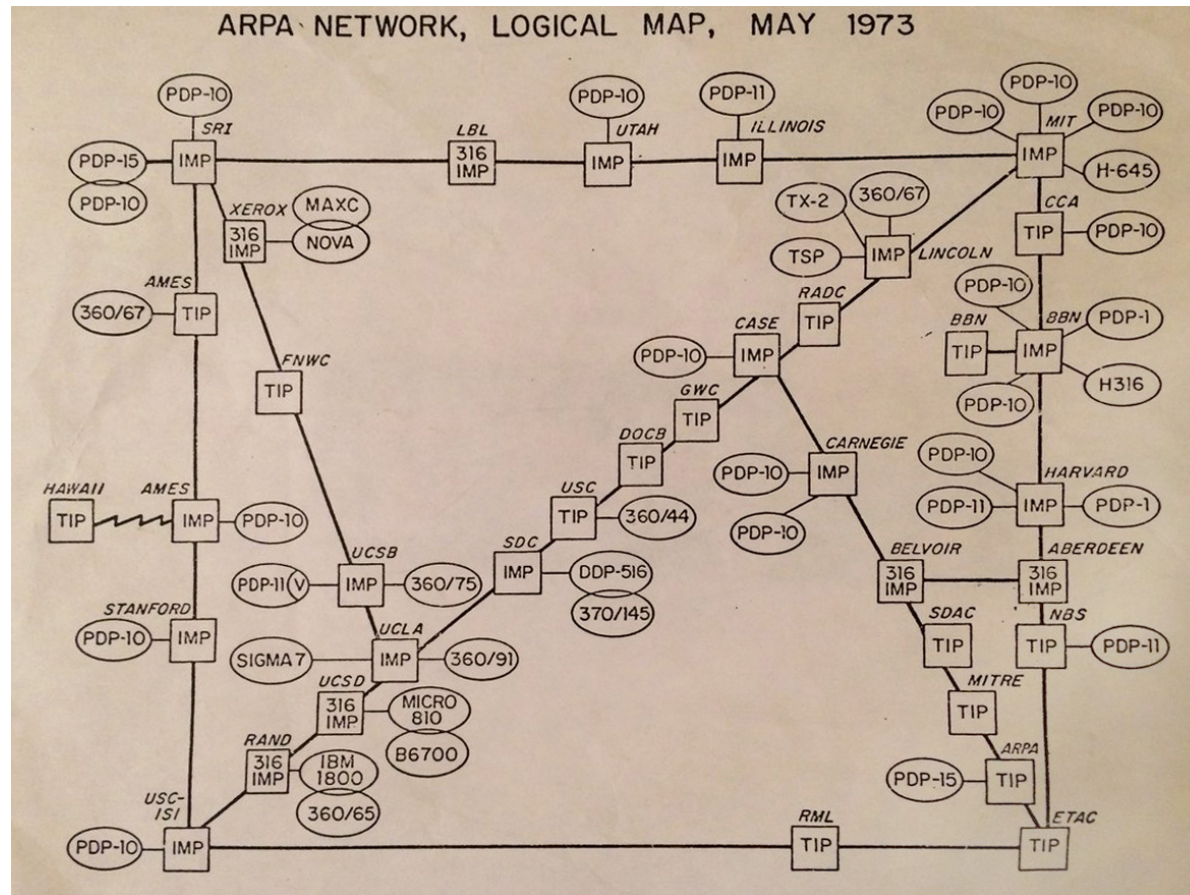 ARPA NETWORK, LOGICAL MAP, MAY 1973
PDP-10
SRI
IMP
PDP-15
PDP-10
LBL
316
IMP
PDP-10
UTAH
IMP
PDP-11
ILLINOIS
IMP
PDP-10
PDP-10
MIT
PDP-10
IMP
H-645
XEROX
316
IMP
MAXC
NOVA
TX-2
360/67
TSP
IMP
LINCOLN
CCA
TIP
PDP-10
AMES
360/67
TIP
RADC
TIP
PDP-10
BBN
TIP
BBN
IMP
PDP-1
H316
PDP-10
FNWC
TIP
CASE
PDP-10
IMP
GWC
TIP
DOCB
TIP
CARNEGIE
PDP-10
IMP
PDP-10
PDP-10
HARVARD
PDP-11
IMP
PDP-1
HAWAII
TIP
AMES
IMP
PDP-10
USC
TIP
360/44
SDC
IMP
DDP-516
370/145
UCSB
PDP-11 V
IMP
360/75
BELVOIR
316
IMP
ABERDEEN
316
IMP
STANFORD
PDP-10
IMP
UCLA
SIGMA 7
IMP
360/91
SDAC
TIP
NBS
TIP
PDP-11
UCSD
316
IMP
MICRO
810
B6700
MITRE
TIP
RAND
316
IMP
IBM
1800
360/65
ARPA
PDP-15
TIP
USC-
ISI
PDP-10
IMP
RML
TIP
ETAC
TIP